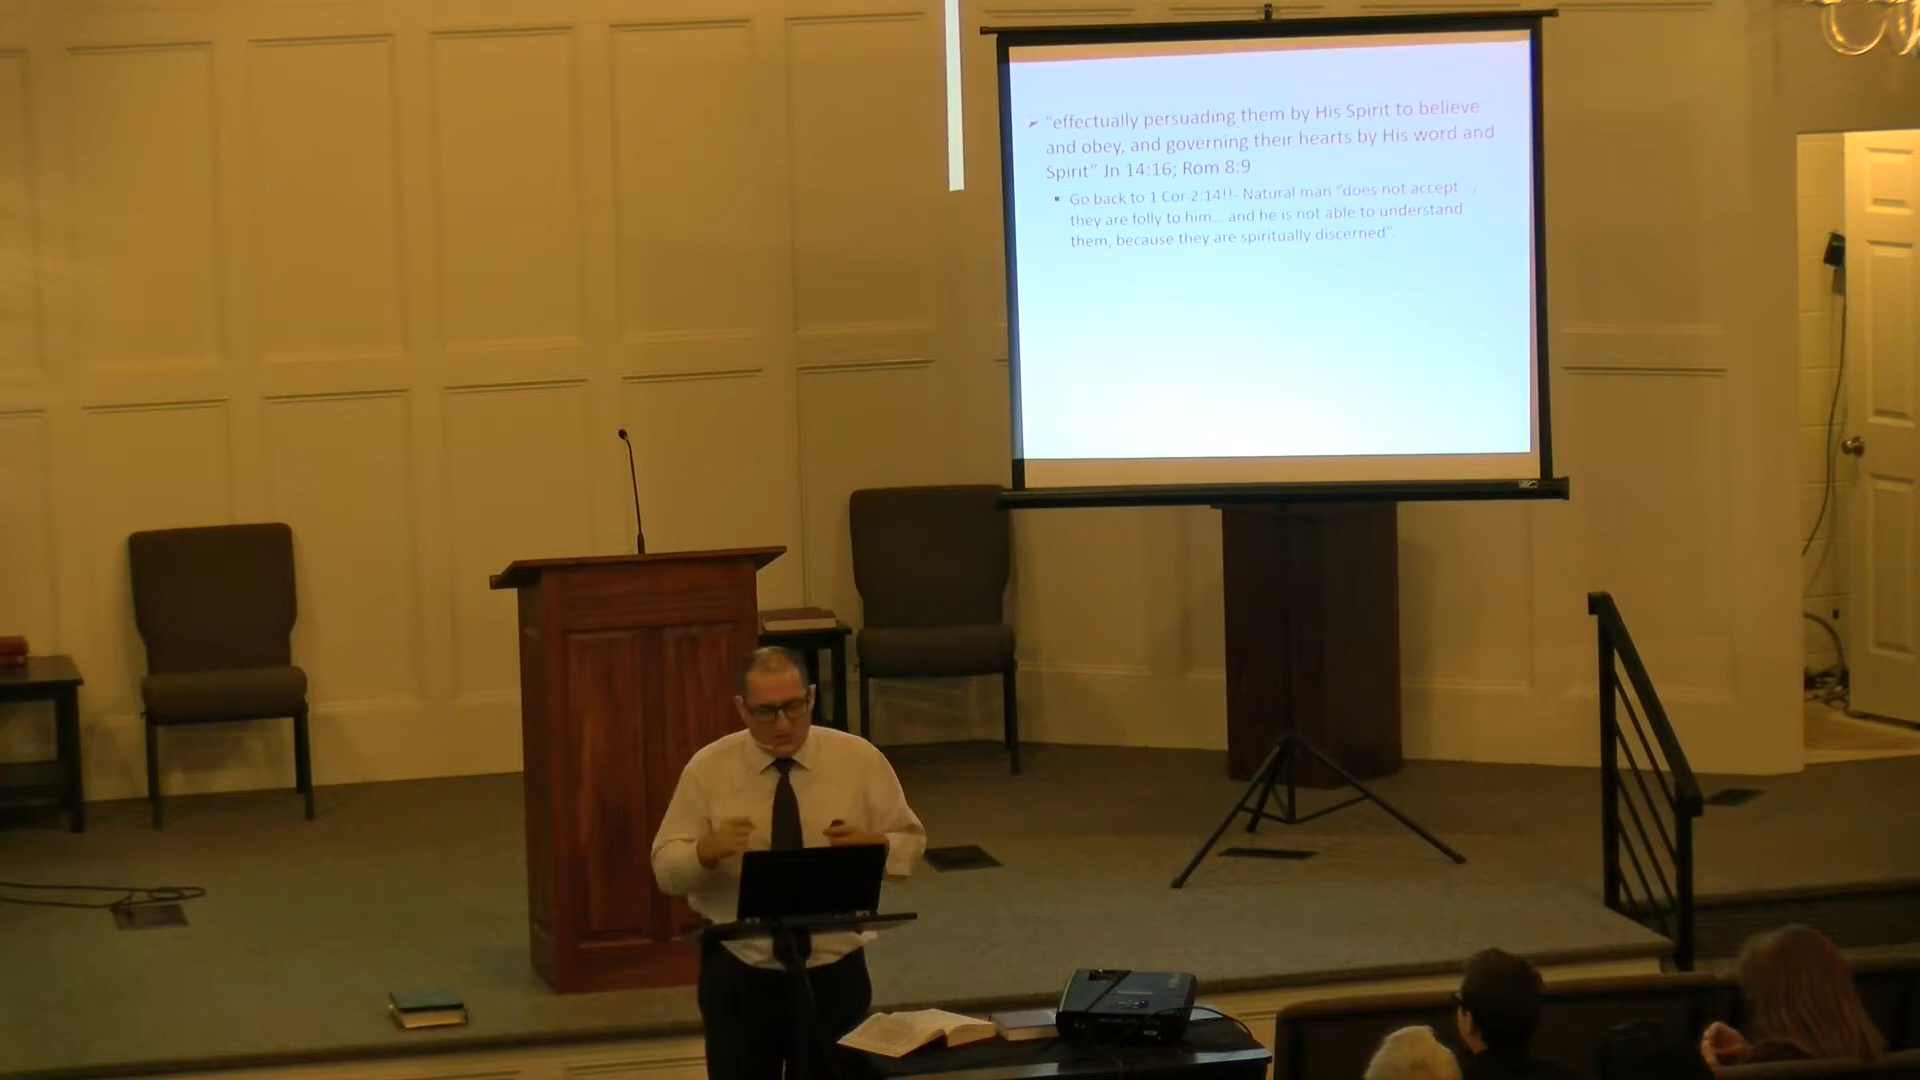 ➢ "effectually persuading them by His Spirit to believe
and obey, and governing their hearts by His word and
Spirit" Jn 14:16; Rom 8:9
▪ Go back to 1 Cor 2:14!! Natural man "does not accept…,
they are folly to him… and he is not able to understand
them, because they are spiritually discerned".